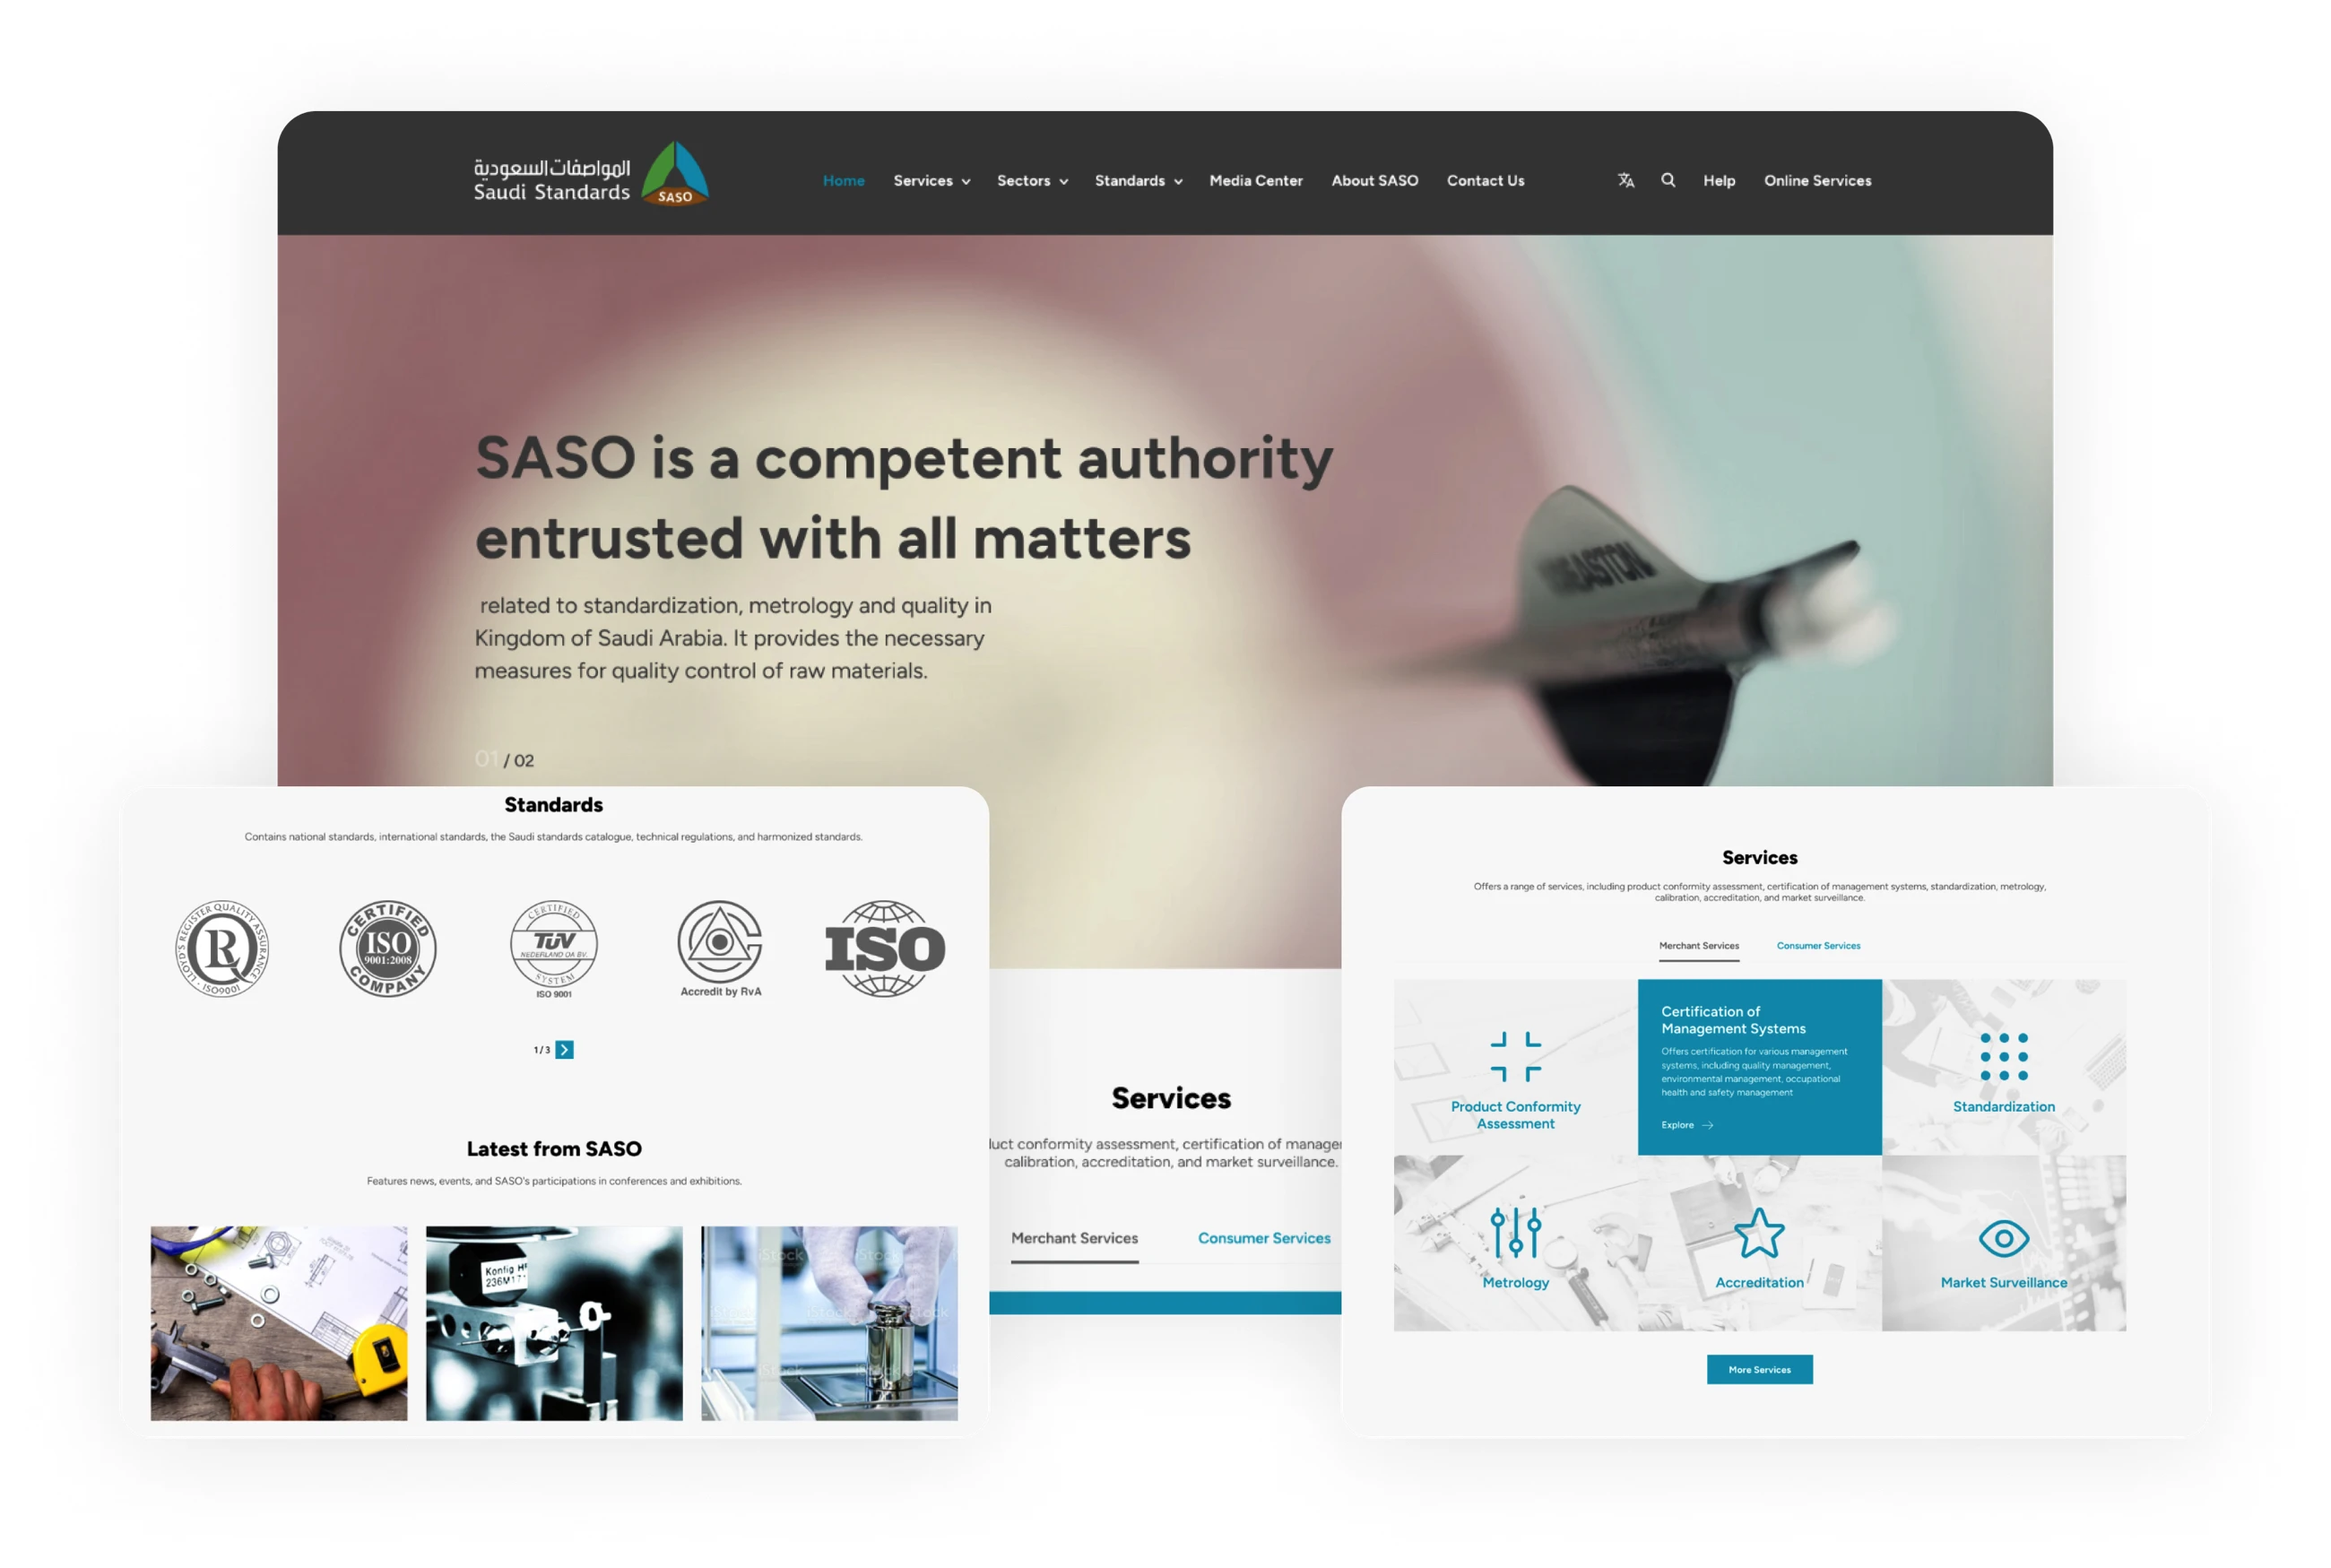 المواصفات السعودية
Saudi Standards
SASO
Home
Services
Sectors
Standards
Media Center
About SASO
Contact Us
Help
Online Services
SASO is a competent authority
entrusted with all matters
related to standardization, metrology and quality in
Kingdom of Saudi Arabia. It provides the necessary
measures for quality control of raw materials.
01 / 02
EASTON
Standards
Contains national standards, international standards, the Saudi standards catalogue, technical regulations, and harmonized standards.
LLOYD'S REGISTER QUALITY ASSURANCE
LRQ
· ISO9001 ·
CERTIFIED
ISO
9001:2008
COMPANY
CERTIFIED
TÜV
NEDERLAND QA BV.
SYSTEM
ISO 9001
Accredit by RvA
ISO
1 / 3
Latest from SASO
Features news, events, and SASO's participations in conferences and exhibitions.
Konfig
236M171
iStock
iStock
iStock
iStock
iStock
Services
uct conformity assessment, certification of manage
calibration, accreditation, and market surveillance.
Merchant Services
Consumer Services
Services
Offers a range of services, including product conformity assessment, certification of management systems, standardization, metrology,
calibration, accreditation, and market surveillance.
Merchant Services
Consumer Services
Product Conformity
Assessment
Certification of
Management Systems
Offers certification for various management
systems, including quality management,
environmental management, occupational
health and safety management
Explore
Standardization
Metrology
Accreditation
Market Surveillance
More Services